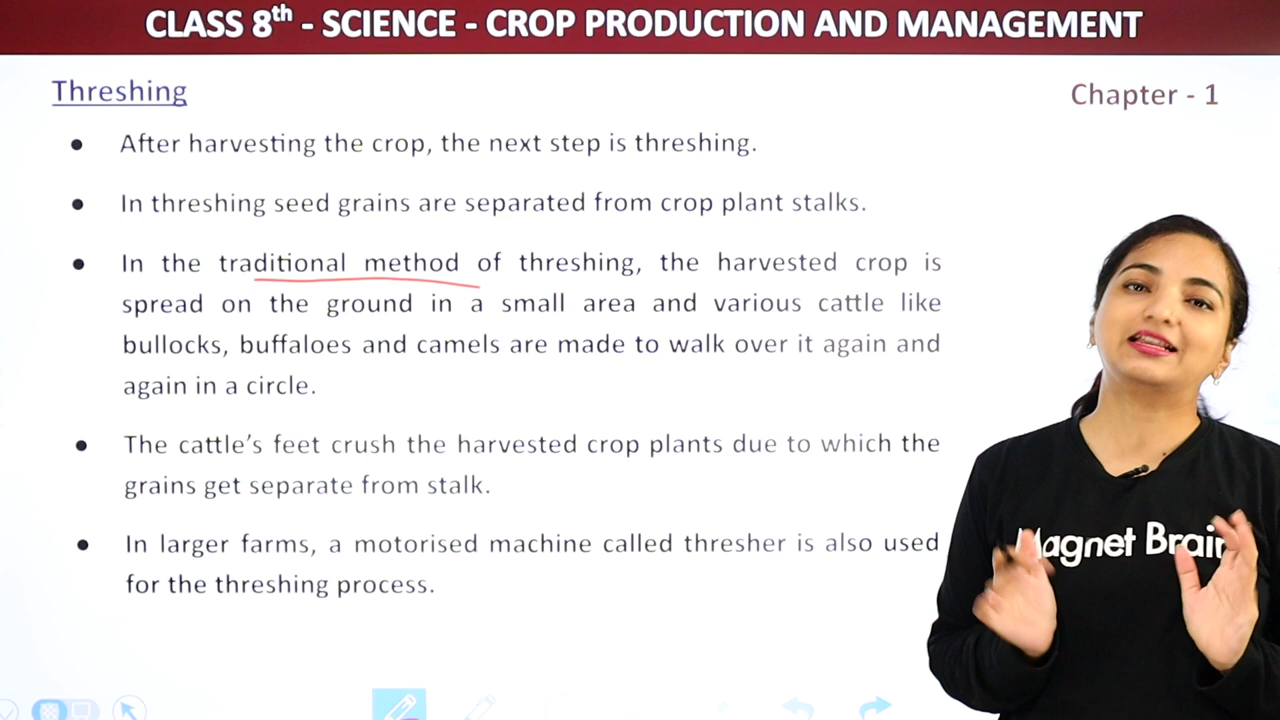 CLASS 8th - SCIENCE - CROP PRODUCTION AND MANAGEMENT
Threshing
Chapter - 1
● After harvesting the crop, the next step is threshing.
● In threshing seed grains are separated from crop plant stalks.
● In the traditional method of threshing, the harvested crop is
spread on the ground in a small area and various cattle like
bullocks, buffaloes and camels are made to walk over it again and
again in a circle.
● The cattle's feet crush the harvested crop plants due to which the
grains get separate from stalk.
● In larger farms, a motorised machine called thresher is also used
for the threshing process.
Magnet Brain